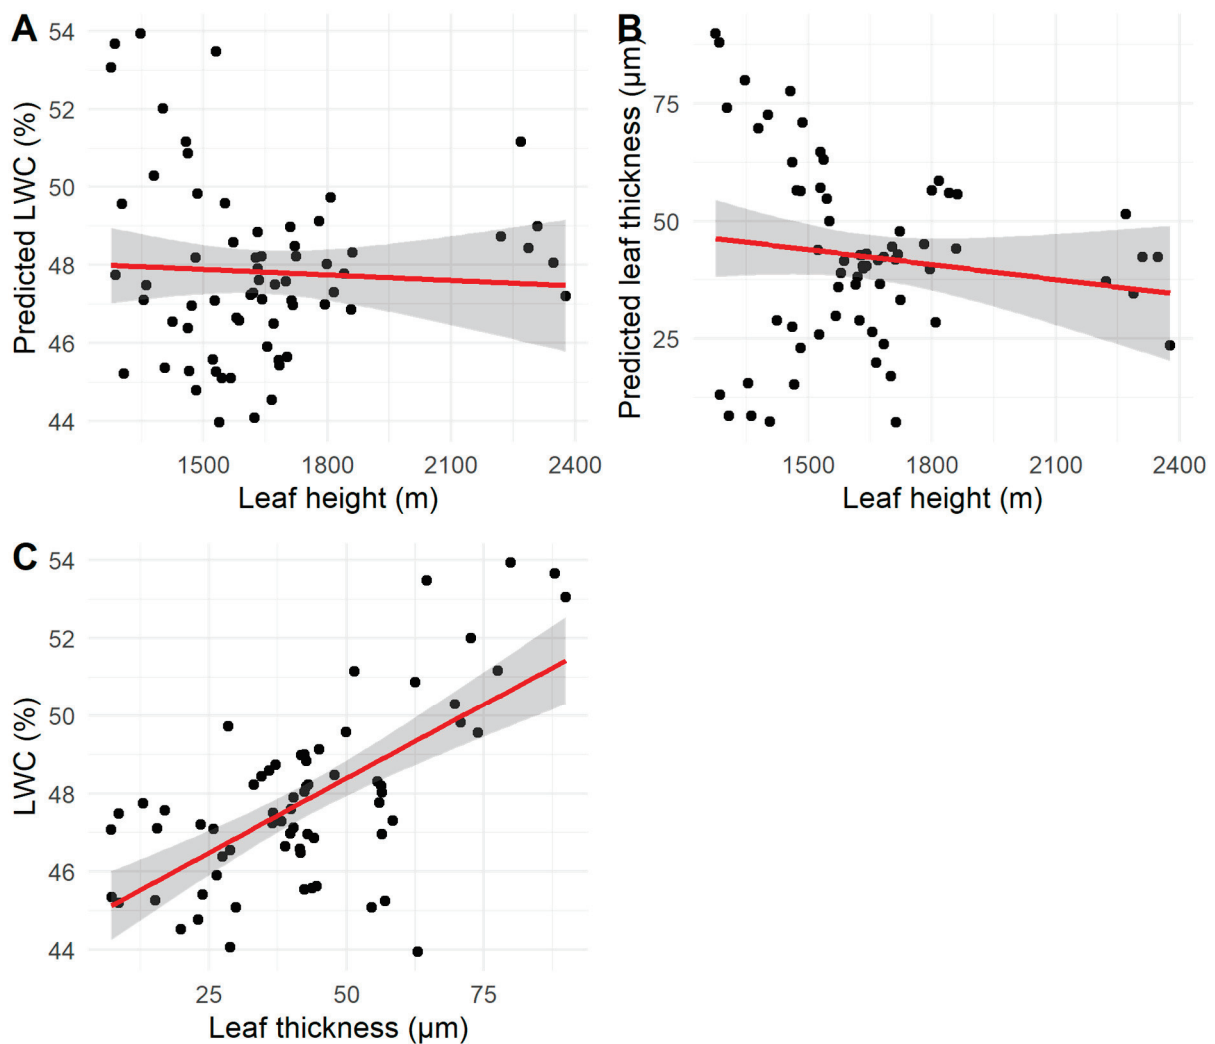 A
Predicted LWC (%)
54
52
50
48
46
44
1500
1800
2100
2400
Leaf height (m)
B
Predicted leaf thickness (µm)
75
50
25
1500
1800
2100
2400
Leaf height (m)
C
LWC (%)
54
52
50
48
46
44
25
50
75
Leaf thickness (µm)